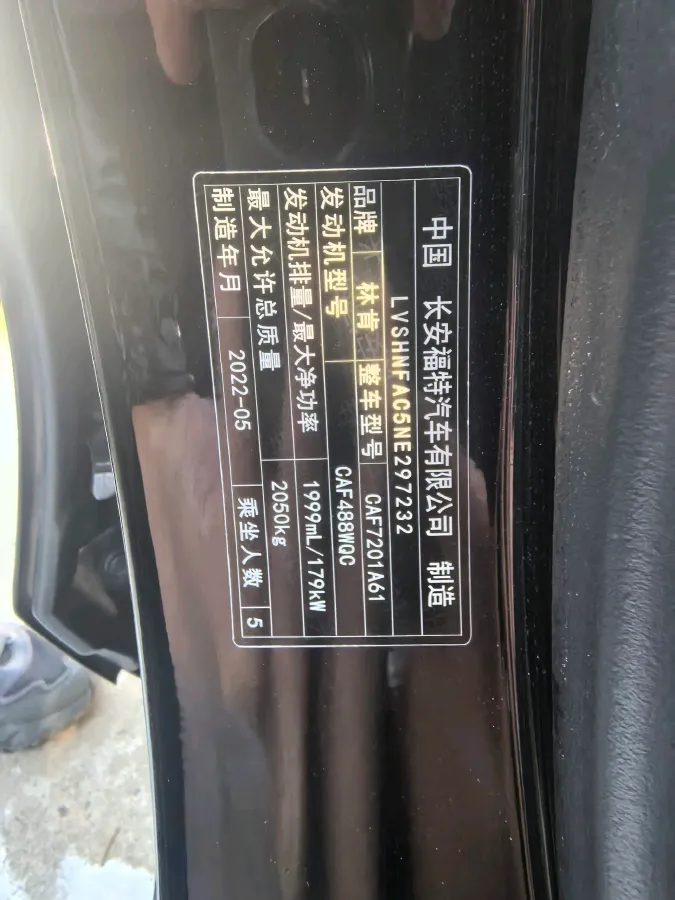 中国 长安福特汽车有限公司 制造
LVSHNFAC5NE297232
品牌 林肯 整车型号 CAF7201A61
发动机型号 CAF488WQC
发动机排量/最大净功率 1999mL/179kW
最大允许总质量 2050kg
制造年月 2022-05 乘坐人数 5